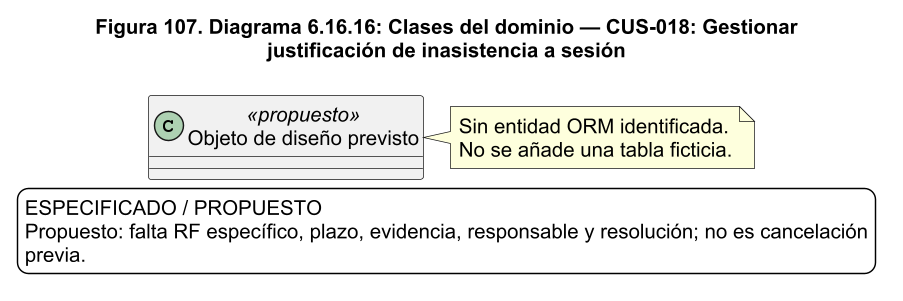 Figura 107. Diagrama 6.16.16: Clases del dominio — CUS-018: Gestionar
justificación de inasistencia a sesión
«propuesto»
C
Objeto de diseño previsto
Sin entidad ORM identificada.
No se añade una tabla ficticia.
ESPECIFICADO / PROPUESTO
Propuesto: falta RF específico, plazo, evidencia, responsable y resolución; no es cancelación
previa.